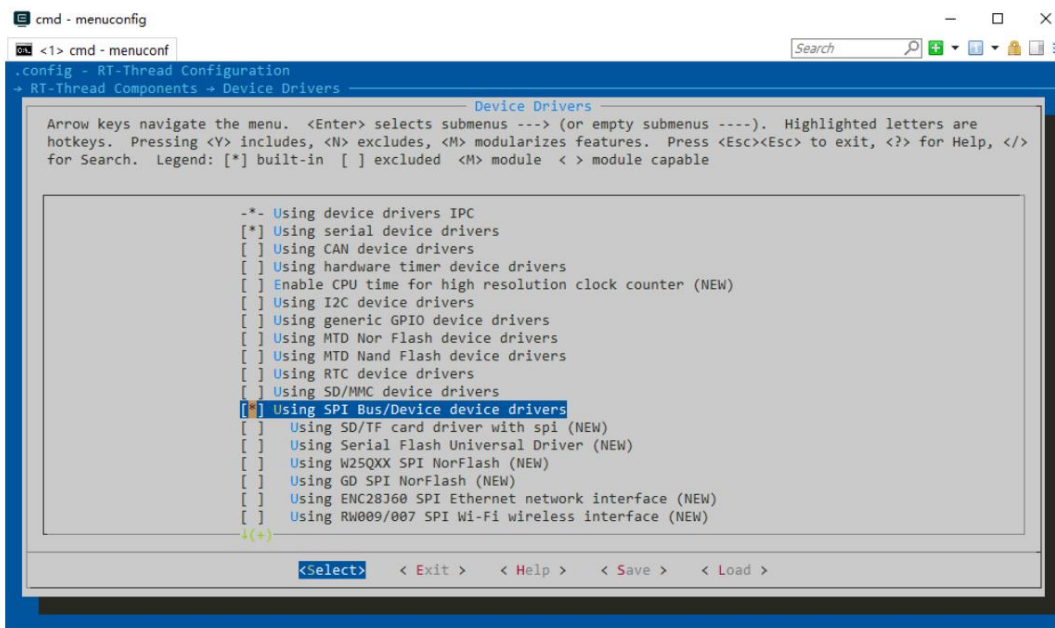 cmd - menuconfig
<1> cmd - menuconf
Search
.config - RT-Thread Configuration
→ RT-Thread Components → Device Drivers
Device Drivers
Arrow keys navigate the menu. <Enter> selects submenus ---> (or empty submenus ----). Highlighted letters are
hotkeys. Pressing <Y> includes, <N> excludes, <M> modularizes features. Press <Esc><Esc> to exit, <?> for Help, </>
for Search. Legend: [*] built-in [ ] excluded <M> module < > module capable
-*- Using device drivers IPC
[*] Using serial device drivers
[ ] Using CAN device drivers
[ ] Using hardware timer device drivers
[ ] Enable CPU time for high resolution clock counter (NEW)
[ ] Using I2C device drivers
[ ] Using generic GPIO device drivers
[ ] Using MTD Nor Flash device drivers
[ ] Using MTD Nand Flash device drivers
[ ] Using RTC device drivers
[ ] Using SD/MMC device drivers
[*] Using SPI Bus/Device device drivers
[ ] Using SD/TF card driver with spi (NEW)
[ ] Using Serial Flash Universal Driver (NEW)
[ ] Using W25QXX SPI NorFlash (NEW)
[ ] Using GD SPI NorFlash (NEW)
[ ] Using ENC28J60 SPI Ethernet network interface (NEW)
[ ] Using RW009/007 SPI Wi-Fi wireless interface (NEW)
↓(+)
<Select> < Exit > < Help > < Save > < Load >